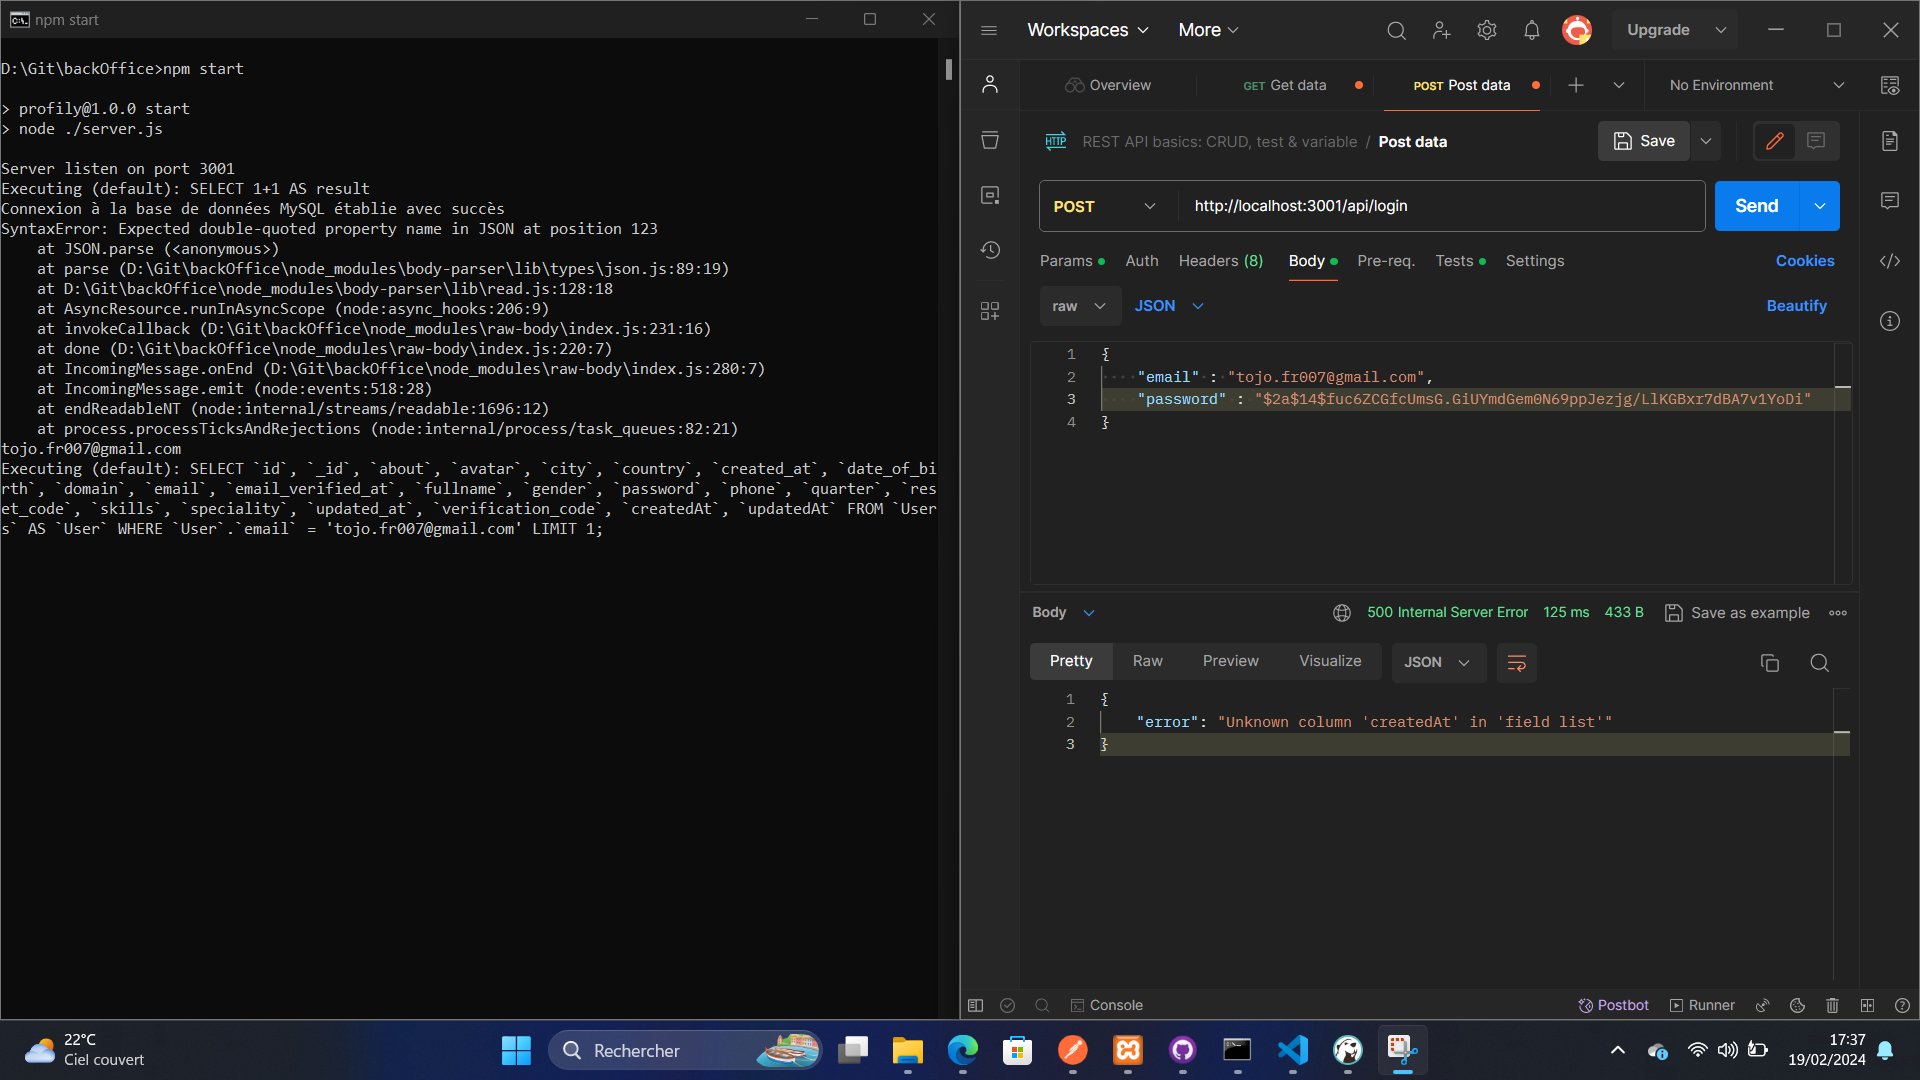 npm start
D:\Git\backOffice>npm start
> profily@1.0.0 start
> node ./server.js
Server listen on port 3001
Executing (default): SELECT 1+1 AS result
Connexion à la base de données MySQL établie avec succès
SyntaxError: Expected double-quoted property name in JSON at position 123
at JSON.parse (<anonymous>)
at parse (D:\Git\backOffice\node_modules\body-parser\lib\types\json.js:89:19)
at D:\Git\backOffice\node_modules\body-parser\lib\read.js:128:18
at AsyncResource.runInAsyncScope (node:async_hooks:206:9)
at invokeCallback (D:\Git\backOffice\node_modules\raw-body\index.js:231:16)
at done (D:\Git\backOffice\node_modules\raw-body\index.js:220:7)
at IncomingMessage.onEnd (D:\Git\backOffice\node_modules\raw-body\index.js:280:7)
at IncomingMessage.emit (node:events:518:28)
at endReadableNT (node:internal/streams/readable:1696:12)
at process.processTicksAndRejections (node:internal/process/task_queues:82:21)
tojo.fr007@gmail.com
Executing (default): SELECT `id`, `_id`, `about`, `avatar`, `city`, `country`, `created_at`, `date_of_bi
rth`, `domain`, `email`, `email_verified_at`, `fullname`, `gender`, `password`, `phone`, `quarter`, `res
et_code`, `skills`, `speciality`, `updated_at`, `verification_code`, `createdAt`, `updatedAt` FROM `User
s` AS `User` WHERE `User`.`email` = 'tojo.fr007@gmail.com' LIMIT 1;
Workspaces More Upgrade
Overview GET Get data POST Post data No Environment
HTTP REST API basics: CRUD, test & variable / Post data Save
POST http://localhost:3001/api/login Send
Params Auth Headers (8) Body Pre-req. Tests Settings Cookies
raw JSON Beautify
1 {
2 "email" : "tojo.fr007@gmail.com",
3 "password" : "$2a$14$fuc6ZCGfcUmsG.GiUYmdGem0N69ppJezjg/LlKGBxr7dBA7v1YoDi"
4 }
Body 500 Internal Server Error 125 ms 433 B Save as example
Pretty Raw Preview Visualize JSON
1 {
2 "error": "Unknown column 'createdAt' in 'field list'"
3 }
Console Postbot Runner
22°C
Ciel couvert
Rechercher
17:37
19/02/2024